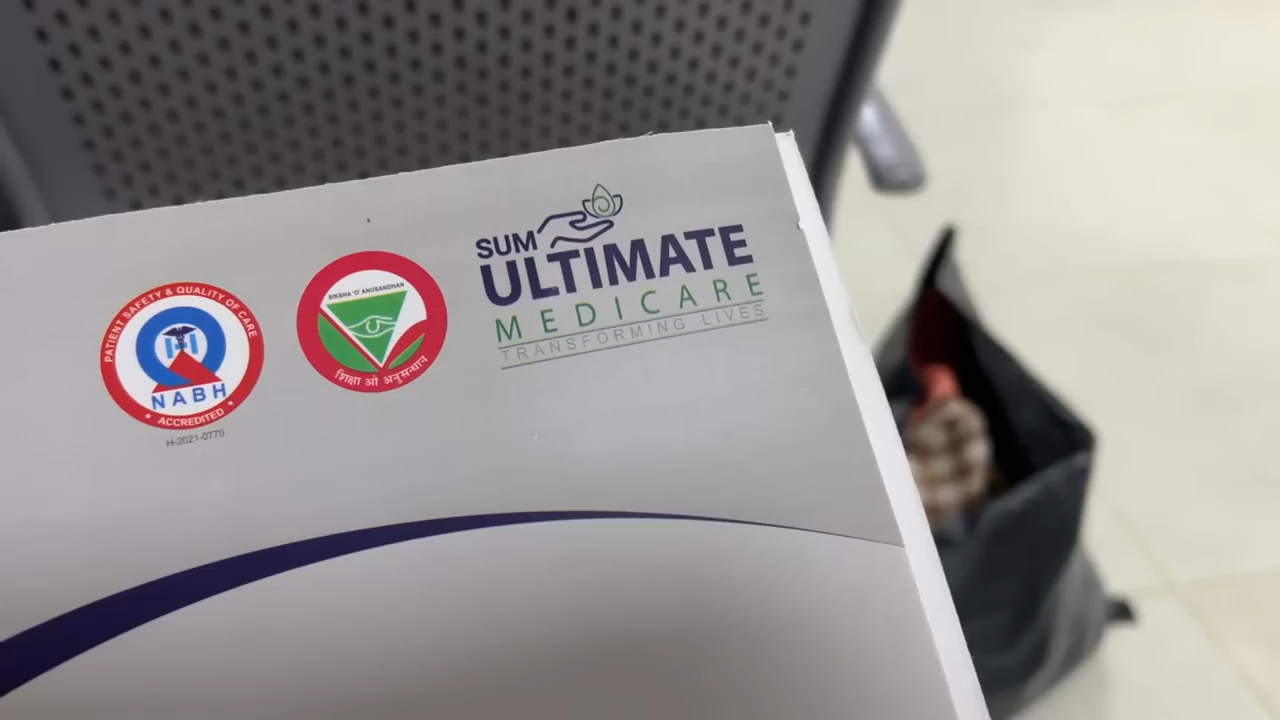 PATIENT SAFETY & QUALITY OF CARE
NABH
• ACCREDITED •
H-2021-0770
SIKSHA 'O' ANUSANDHAN
शिक्षा ओ अनुसन्धान
SUM
ULTIMATE
MEDICARE
TRANSFORMING LIVES